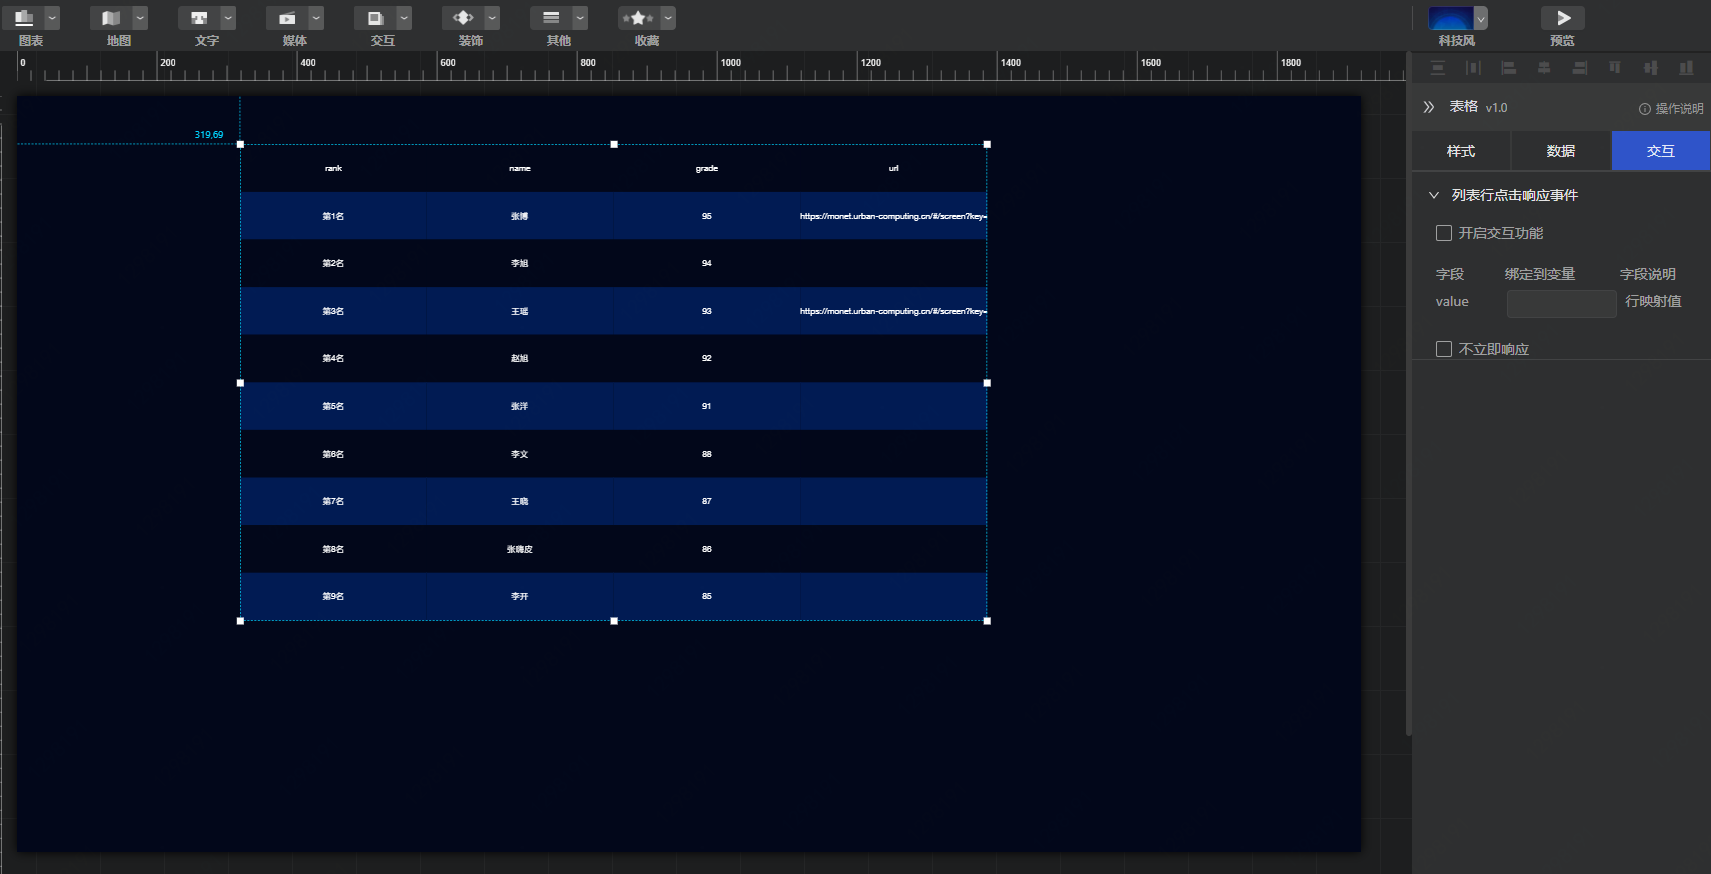 图表 地图 文字 媒体 交互 装饰 其他 收藏 科技风 预览
0 200 400 600 800 1000 1200 1400 1600 1800
表格 v1.0 操作说明
319,69
样式 数据 交互
rank name grade url
列表行点击响应事件
第1名 张博 95 https://monet.urban-computing.cn/#/screen?key=
开启交互功能
第2名 李旭 94
字段 绑定到变量 字段说明
value 行映射值
第3名 王瑶 93 https://monet.urban-computing.cn/#/screen?key=
不立即响应
第4名 赵旭 92
第5名 张洋 91
第6名 李文 88
第7名 王晓 87
第8名 张嗨皮 86
第9名 李开 85